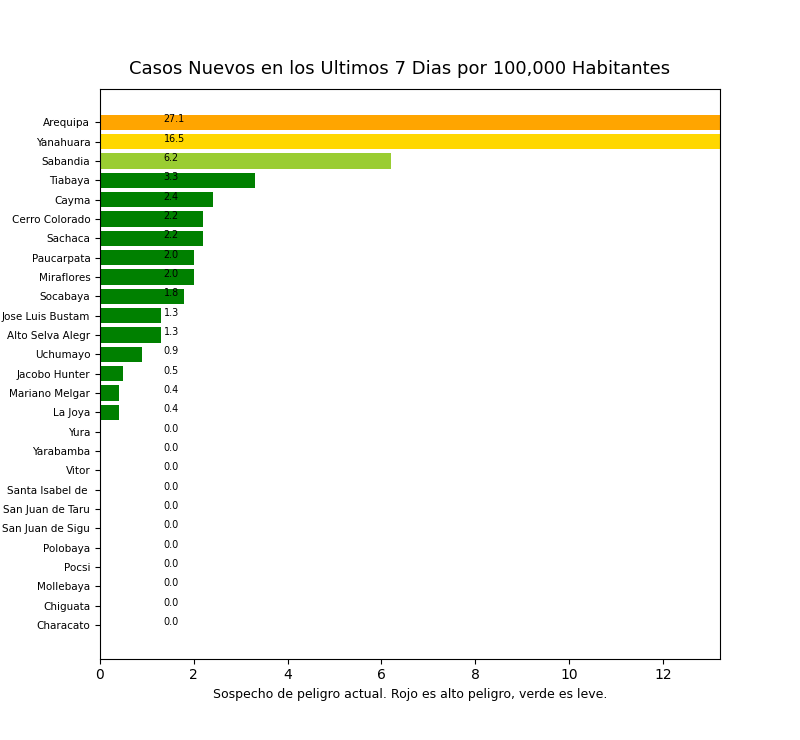 Casos Nuevos en los Ultimos 7 Dias por 100,000 Habitantes
Arequipa 27.1
Yanahuara 16.5
Sabandia 6.2
Tiabaya 3.3
Cayma 2.4
Cerro Colorado 2.2
Sachaca 2.2
Paucarpata 2.0
Miraflores 2.0
Socabaya 1.8
Jose Luis Bustam 1.3
Alto Selva Alegr 1.3
Uchumayo 0.9
Jacobo Hunter 0.5
Mariano Melgar 0.4
La Joya 0.4
Yura 0.0
Yarabamba 0.0
Vitor 0.0
Santa Isabel de 0.0
San Juan de Taru 0.0
San Juan de Sigu 0.0
Polobaya 0.0
Pocsi 0.0
Mollebaya 0.0
Chiguata 0.0
Characato 0.0
0 2 4 6 8 10 12
Sospecho de peligro actual. Rojo es alto peligro, verde es leve.